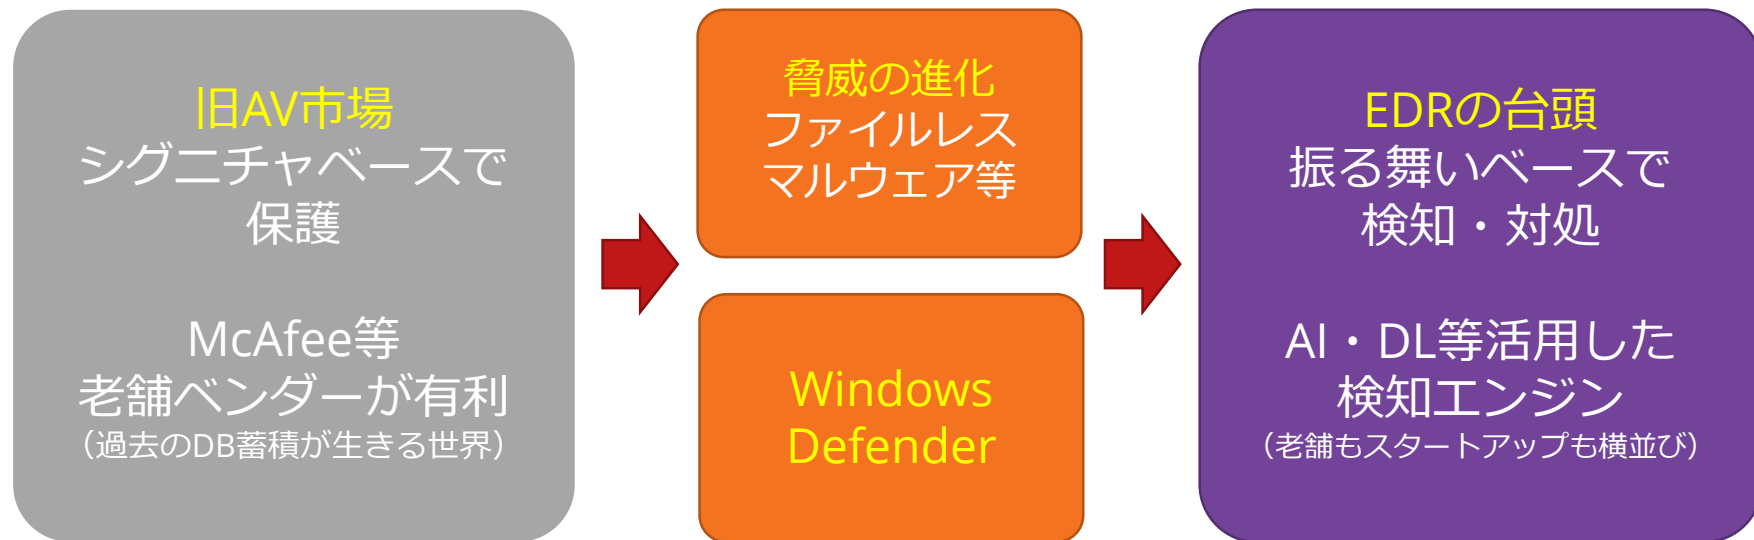 旧AV市場
シグニチャベースで
保護
McAfee等
老舗ベンダーが有利
（過去のDB蓄積が生きる世界）
脅威の進化
ファイルレス
マルウェア等
Windows
Defender
EDRの台頭
振る舞いベースで
検知・対処
AI・DL等活用した
検知エンジン
（老舗もスタートアップも横並び）